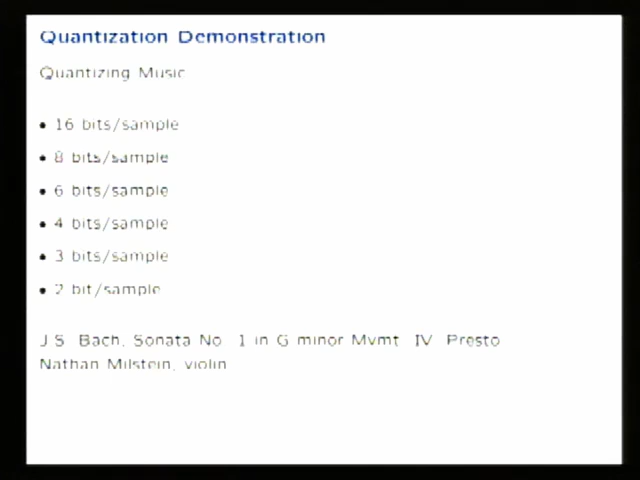 Quantization Demonstration
Quantizing Music
• 16 bits/sample
• 8 bits/sample
• 6 bits/sample
• 4 bits/sample
• 3 bits/sample
• 2 bit/sample
J.S. Bach, Sonata No. 1 in G minor Mvmt. IV. Presto
Nathan Milstein, violin